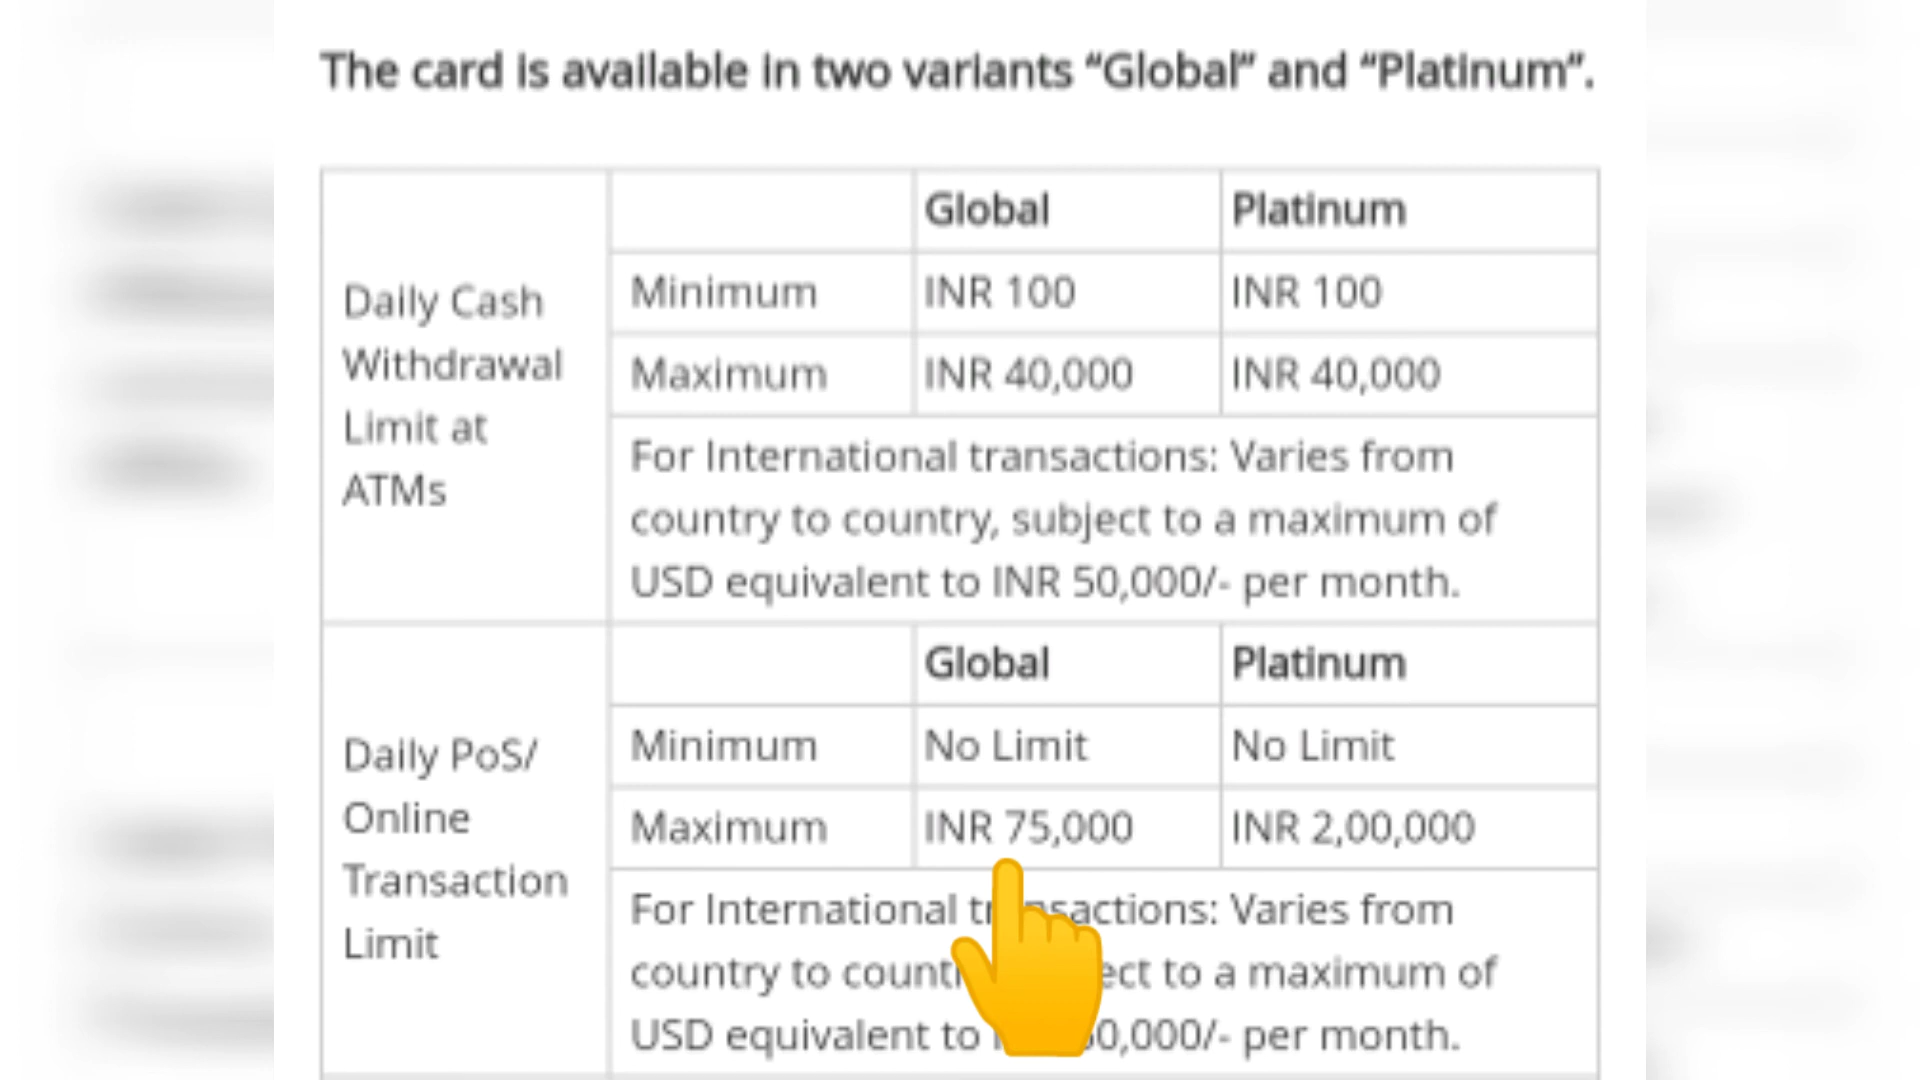 The card is available in two variants “Global” and “Platinum”.
Daily Cash
Withdrawal
Limit at
ATMs
Global Platinum
Minimum INR 100 INR 100
Maximum INR 40,000 INR 40,000
For International transactions: Varies from
country to country, subject to a maximum of
USD equivalent to INR 50,000/- per month.
Daily PoS/
Online
Transaction
Limit
Global Platinum
Minimum No Limit No Limit
Maximum INR 75,000 INR 2,00,000
For International transactions: Varies from
country to to a maximum of
USD equivalent to per month.